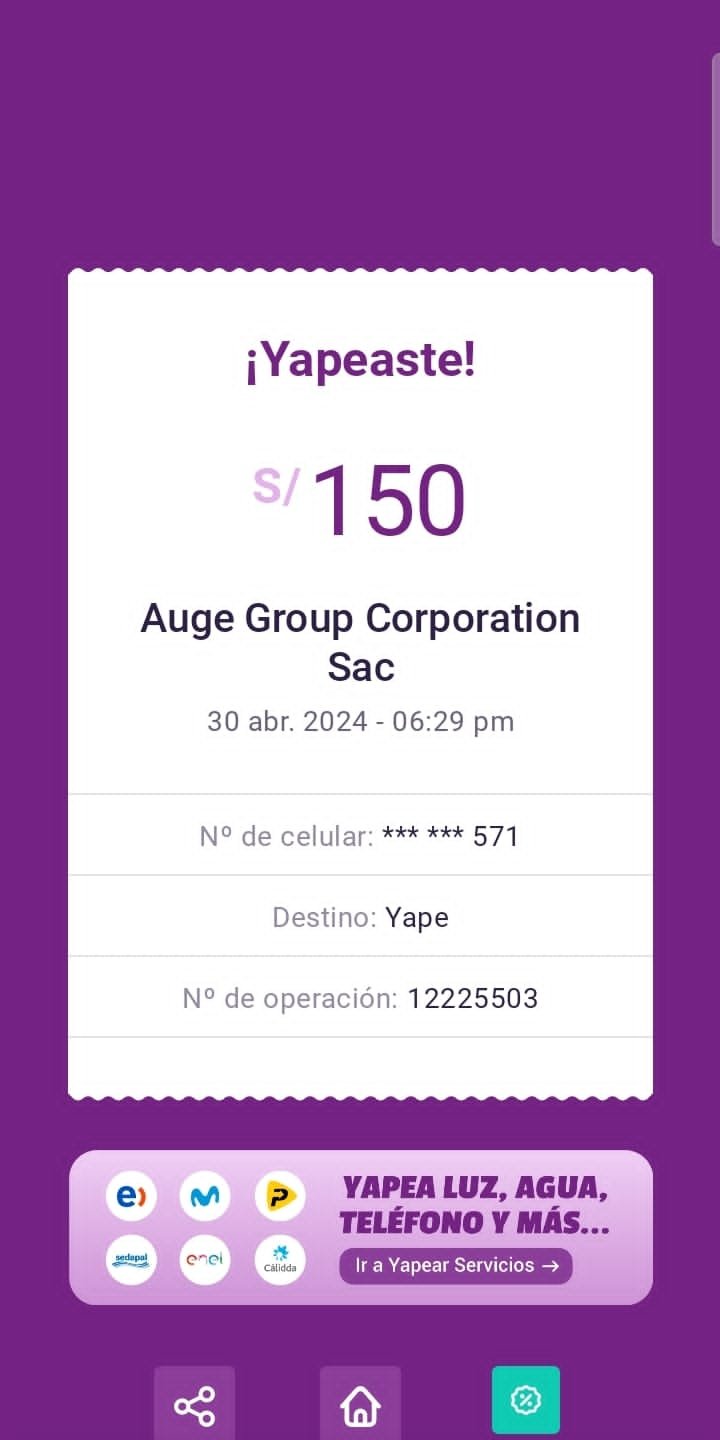 ¡Yapeaste!
S/ 150
Auge Group Corporation
Sac
30 abr. 2024 - 06:29 pm
Nº de celular: *** *** 571
Destino: Yape
Nº de operación: 12225503
e)
P
YAPEA LUZ, AGUA,
TELÉFONO Y MÁS...
sedapal
enel
Cálidda
Ir a Yapear Servicios →